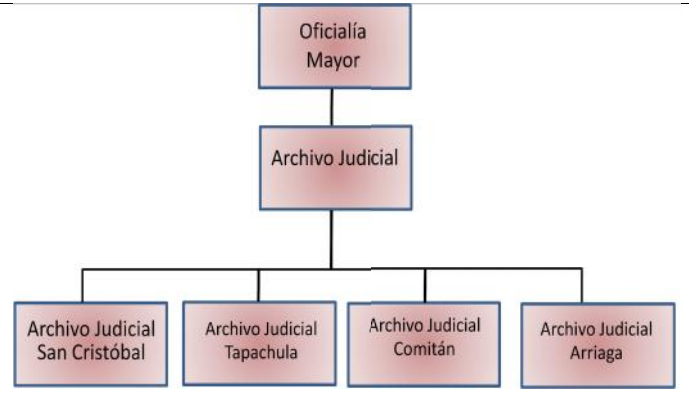 Oficialía
Mayor
Archivo Judicial
Archivo Judicial
San Cristóbal
Archivo Judicial
Tapachula
Archivo Judicial
Comitán
Archivo Judicial
Arriaga